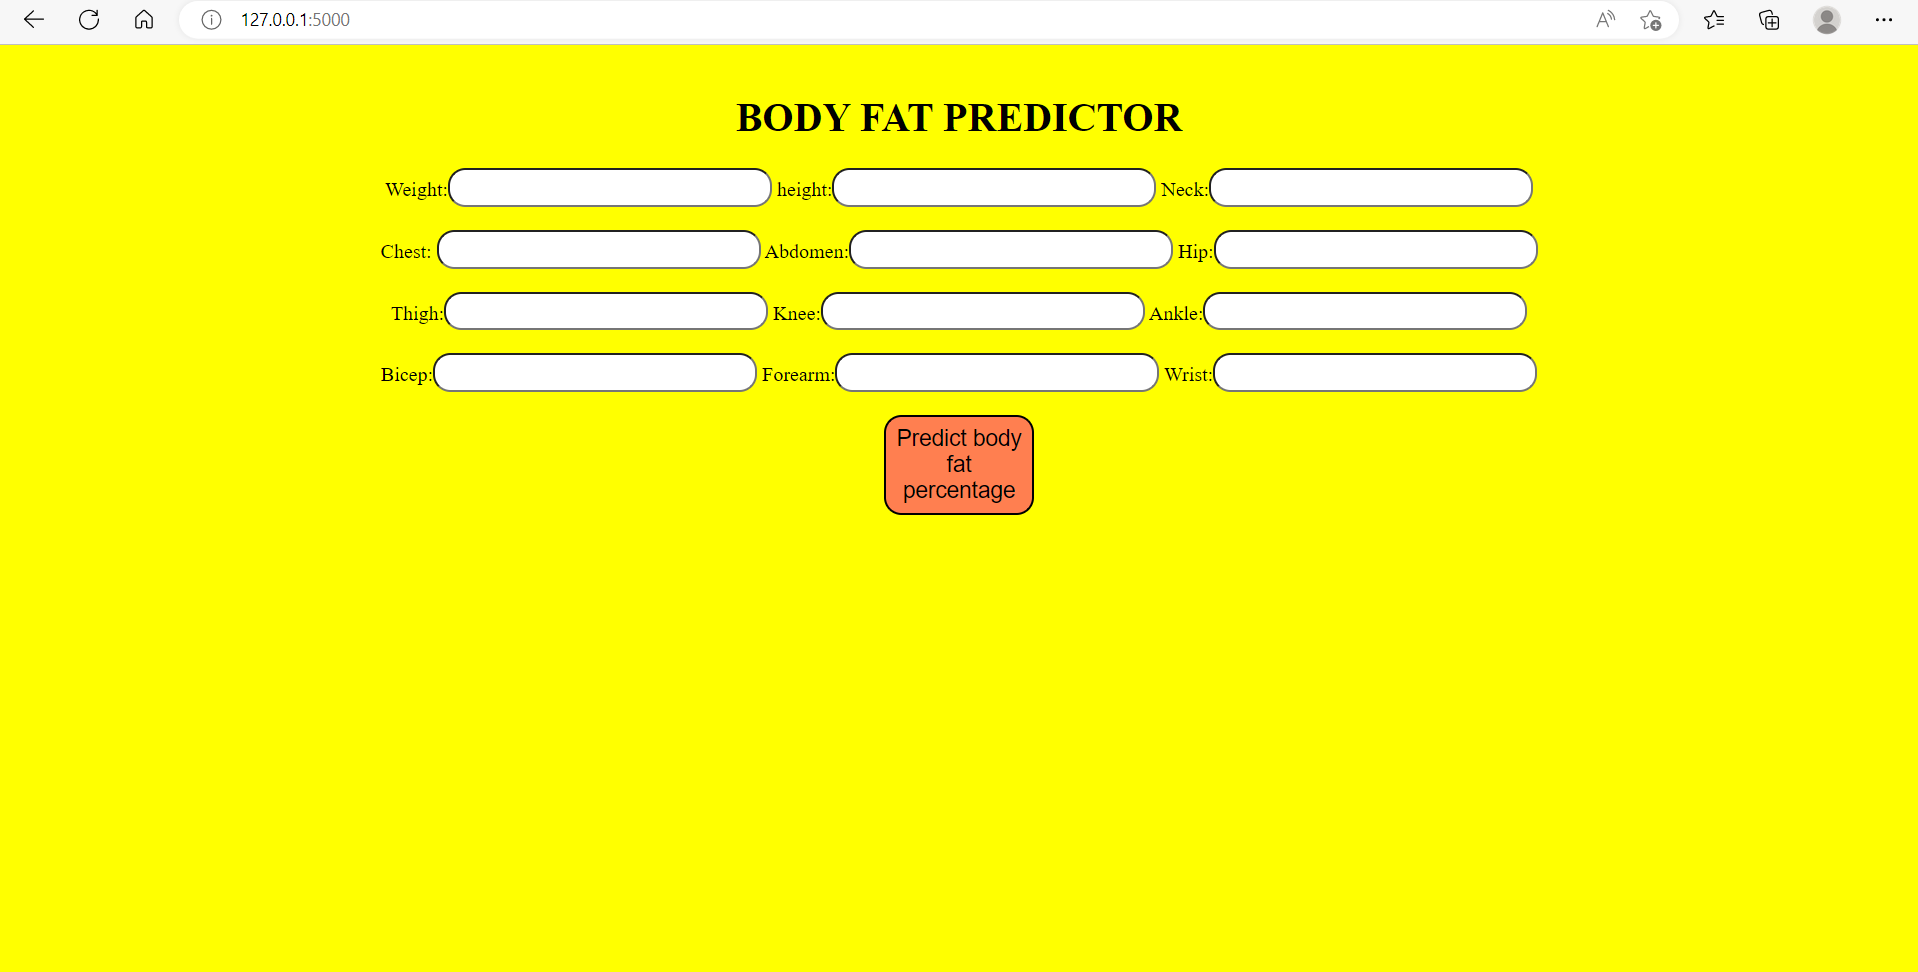 127.0.0.1:5000
BODY FAT PREDICTOR
Weight: height: Neck:
Chest: Abdomen: Hip:
Thigh: Knee: Ankle:
Bicep: Forearm: Wrist:
Predict body
fat
percentage